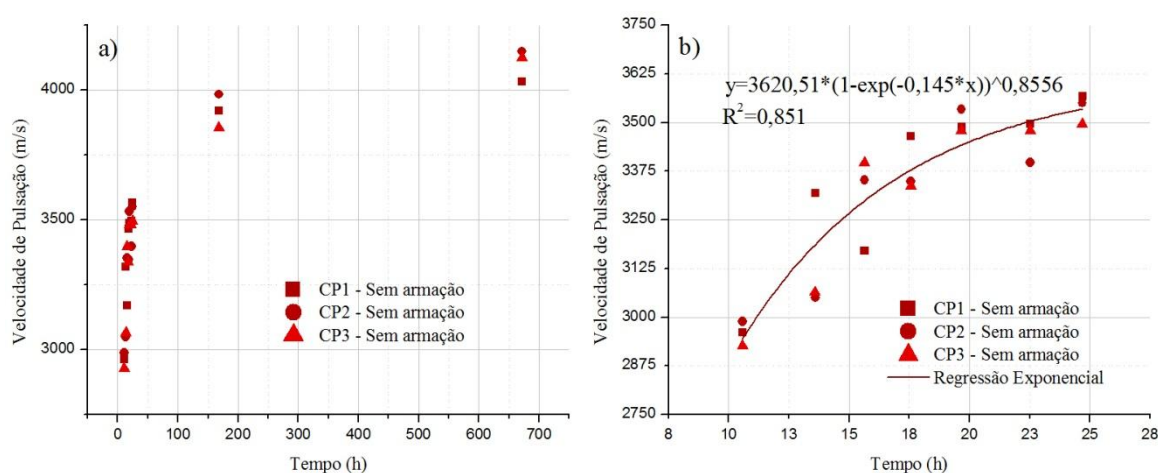 a)
4000
3500
3000
Velocidade de Pulsação (m/s)
CP1 - Sem armação
CP2 - Sem armação
CP3 - Sem armação
0 100 200 300 400 500 600 700
Tempo (h)
b)
3750
3625
3500
3375
3250
3125
3000
2875
2750
Velocidade de Pulsação (m/s)
y=3620,51*(1-exp(-0,145*x))^0,8556
R²=0,851
CP1 - Sem armação
CP2 - Sem armação
CP3 - Sem armação
Regressão Exponencial
8 10 13 15 18 20 23 25 28
Tempo (h)